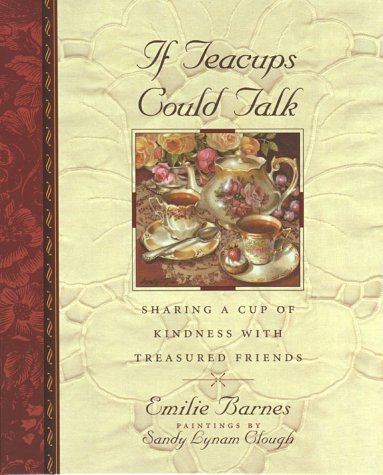 If Teacups
Could Talk
SHARING A CUP OF
KINDNESS WITH
TREASURED FRIENDS
Emilie Barnes
PAINTINGS BY
Sandy Lynam Clough